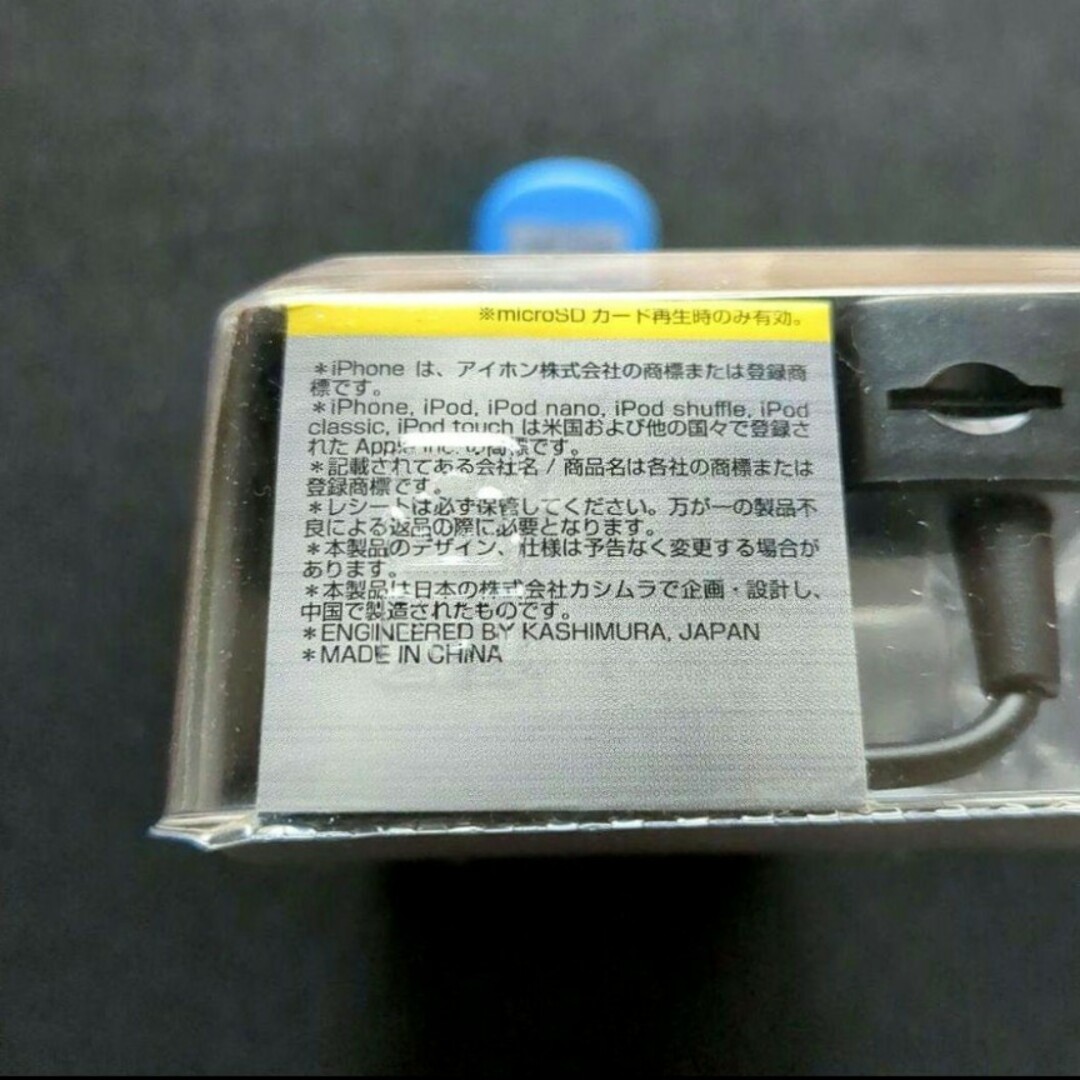 ※microSD カード再生時のみ有効。
＊iPhone は、アイホン株式会社の商標または登録商
標です。
＊iPhone, iPod, iPod nano, iPod shuffle, iPod
classic, iPod touch は米国および他の国々で登録さ
れた Apple Inc. の商標です。
＊記載されてある会社名 / 商品名は各社の商標または
登録商標です。
＊レシートは必ず保管してください。万が一の製品不
良による返品の際に必要となります。
＊本製品のデザイン、仕様は予告なく変更する場合が
あります。
＊本製品は日本の株式会社カシムラで企画・設計し、
中国で製造されたものです。
＊ENGINEERED BY KASHIMURA, JAPAN
＊MADE IN CHINA